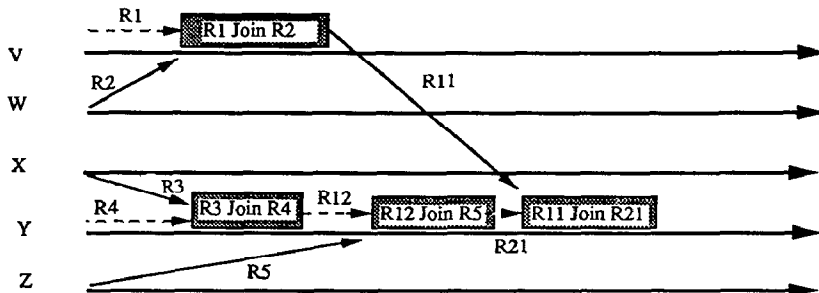 R1
R1 Join R2
V
R2
R11
W
X
R3
R4
R3 Join R4
R12
R12 Join R5
R11 Join R21
Y
R21
R5
Z